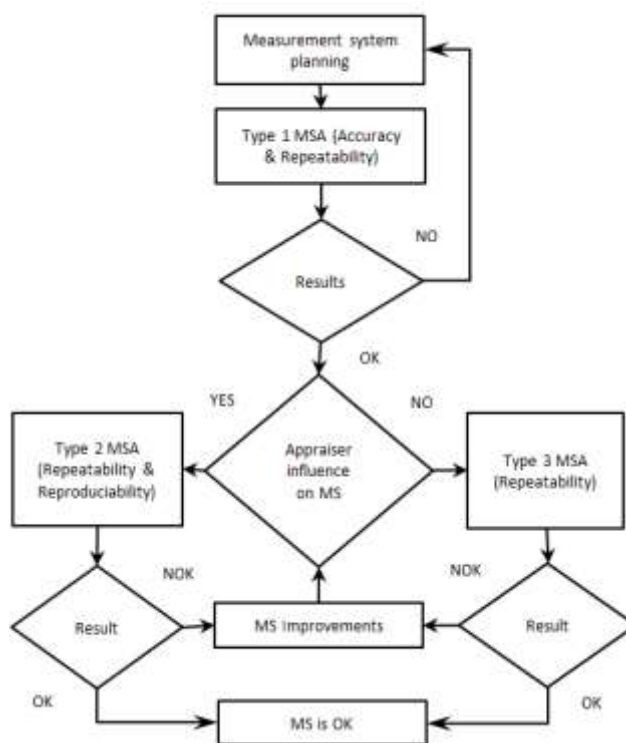 Measurement system
planning
Type 1 MSA (Accuracy
& Repeatability)
NO
Results
OK
YES
NO
Type 2 MSA
(Repeatability &
Reproduciability)
Appraiser
influence
on MS
Type 3 MSA
(Repeatability)
NOK
NOK
Result
MS Improvements
Result
OK
OK
MS is OK